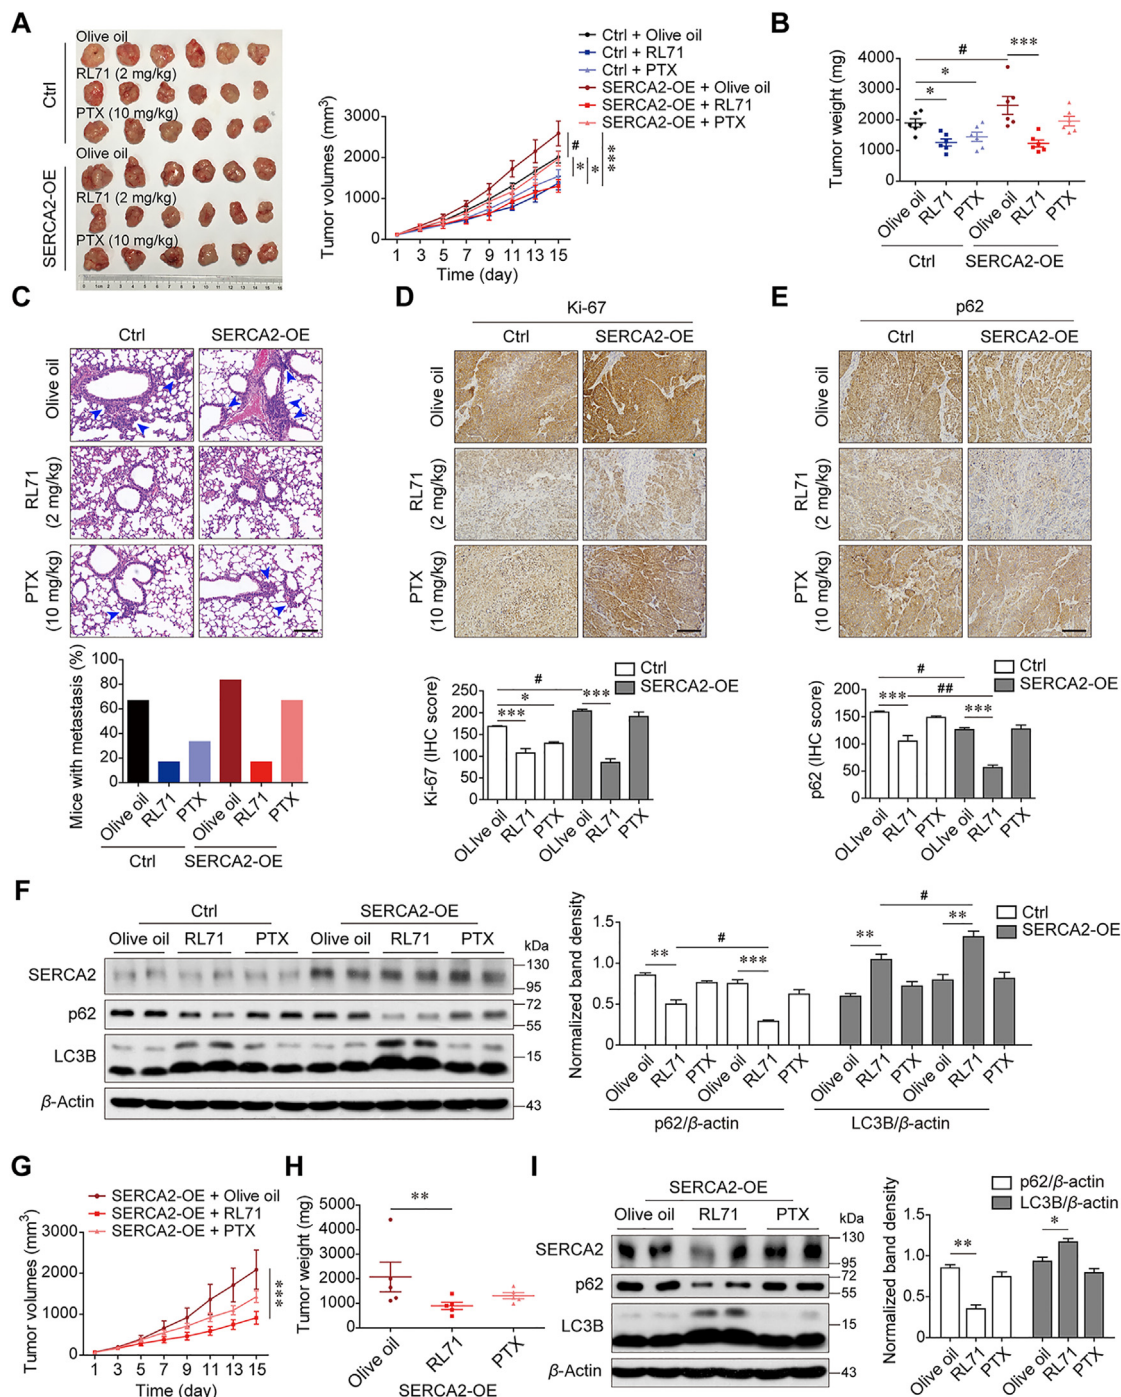 A
Olive oil
RL71 (2 mg/kg)
PTX (10 mg/kg)
Olive oil
RL71 (2 mg/kg)
PTX (10 mg/kg)
Ctrl
SERCA2-OE
Ctrl + Olive oil
Ctrl + RL71
Ctrl + PTX
SERCA2-OE + Olive oil
SERCA2-OE + RL71
SERCA2-OE + PTX
Tumor volumes (mm³)
3000
2000
1000
0
1 3 5 7 9 11 13 15
Time (day)
# * * ***
B
Tumor weight (mg)
4000
3000
2000
1000
0
# ***
*
*
Olive oil RL71 PTX Olive oil RL71 PTX
Ctrl SERCA2-OE
C
Ctrl SERCA2-OE
Olive oil
RL71
(2 mg/kg)
PTX
(10 mg/kg)
Mice with metastasis (%)
100
80
60
40
20
0
Olive oil RL71 PTX Olive oil RL71 PTX
Ctrl SERCA2-OE
D
Ki-67
Ctrl SERCA2-OE
Olive oil
RL71
(2 mg/kg)
PTX
(10 mg/kg)
Ctrl
SERCA2-OE
Ki-67 (IHC score)
250
200
150
100
50
0
#
*
*** ***
OLIve oil RL71 PTX OLIve oil RL71 PTX
E
p62
Ctrl SERCA2-OE
Olive oil
RL71
(2 mg/kg)
PTX
(10 mg/kg)
Ctrl
SERCA2-OE
p62 (IHC score)
200
150
100
50
0
#
##
*** ***
OLIve oil RL71 PTX OLIve oil RL71 PTX
F
Ctrl SERCA2-OE
Olive oil RL71 PTX Olive oil RL71 PTX kDa
SERCA2
130
95
p62
72
55
LC3B
15
β-Actin
43
Normalized band density
1.5
1.0
0.5
0.0
** # ***
** # **
Ctrl
SERCA2-OE
Olive oil RL71 PTX Olive oil RL71 PTX Olive oil RL71 PTX Olive oil RL71 PTX
p62/β-actin LC3B/β-actin
G
SERCA2-OE + Olive oil
SERCA2-OE + RL71
SERCA2-OE + PTX
Tumor volumes (mm³)
3000
2000
1000
0
***
1 3 5 7 9 11 13 15
Time (day)
H
Tumor weight (mg)
5000
4000
3000
2000
1000
0
**
Olive oil RL71 PTX
SERCA2-OE
I
SERCA2-OE
Olive oil RL71 PTX kDa
SERCA2
130
95
p62
72
55
LC3B
15
β-Actin
43
p62/β-actin
LC3B/β-actin
Normalized band density
1.5
1.0
0.5
0.0
** *
Olive oil RL71 PTX Olive oil RL71 PTX